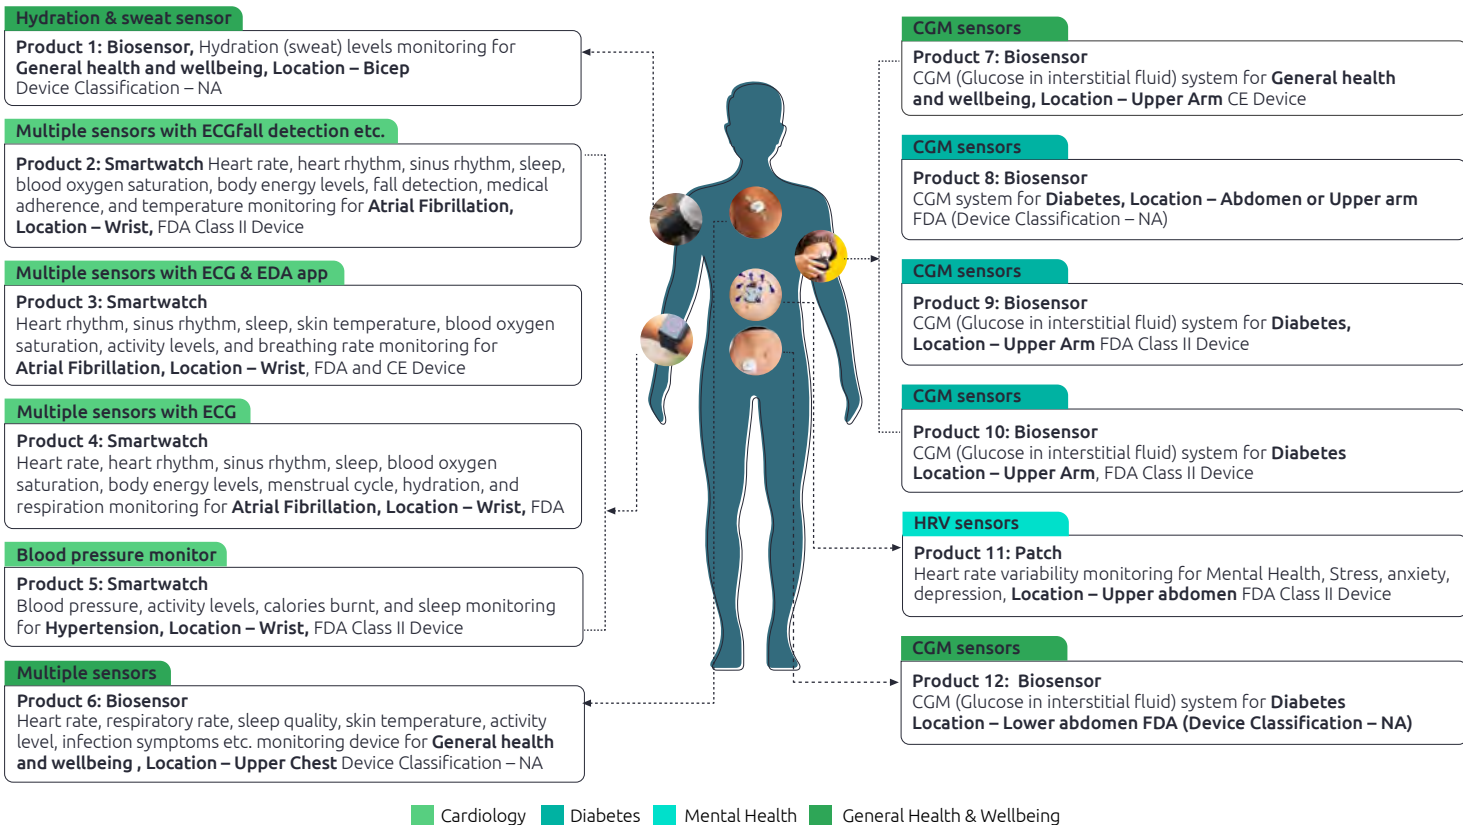 Hydration & sweat sensor
Product 1: Biosensor, Hydration (sweat) levels monitoring for
General health and wellbeing, Location – Bicep
Device Classification – NA
Multiple sensors with ECGfall detection etc.
Product 2: Smartwatch Heart rate, heart rhythm, sinus rhythm, sleep,
blood oxygen saturation, body energy levels, fall detection, medical
adherence, and temperature monitoring for Atrial Fibrillation,
Location – Wrist, FDA Class II Device
Multiple sensors with ECG & EDA app
Product 3: Smartwatch
Heart rhythm, sinus rhythm, sleep, skin temperature, blood oxygen
saturation, activity levels, and breathing rate monitoring for
Atrial Fibrillation, Location – Wrist, FDA and CE Device
Multiple sensors with ECG
Product 4: Smartwatch
Heart rate, heart rhythm, sinus rhythm, sleep, blood oxygen
saturation, body energy levels, menstrual cycle, hydration, and
respiration monitoring for Atrial Fibrillation, Location – Wrist, FDA
Blood pressure monitor
Product 5: Smartwatch
Blood pressure, activity levels, calories burnt, and sleep monitoring
for Hypertension, Location – Wrist, FDA Class II Device
Multiple sensors
Product 6: Biosensor
Heart rate, respiratory rate, sleep quality, skin temperature, activity
level, infection symptoms etc. monitoring device for General health
and wellbeing , Location – Upper Chest Device Classification – NA
CGM sensors
Product 7: Biosensor
CGM (Glucose in interstitial fluid) system for General health
and wellbeing, Location – Upper Arm CE Device
CGM sensors
Product 8: Biosensor
CGM system for Diabetes, Location – Abdomen or Upper arm
FDA (Device Classification – NA)
CGM sensors
Product 9: Biosensor
CGM (Glucose in interstitial fluid) system for Diabetes,
Location – Upper Arm FDA Class II Device
CGM sensors
Product 10: Biosensor
CGM (Glucose in interstitial fluid) system for Diabetes
Location – Upper Arm, FDA Class II Device
HRV sensors
Product 11: Patch
Heart rate variability monitoring for Mental Health, Stress, anxiety,
depression, Location – Upper abdomen FDA Class II Device
CGM sensors
Product 12: Biosensor
CGM (Glucose in interstitial fluid) system for Diabetes
Location – Lower abdomen FDA (Device Classification – NA)
Cardiology Diabetes Mental Health General Health & Wellbeing